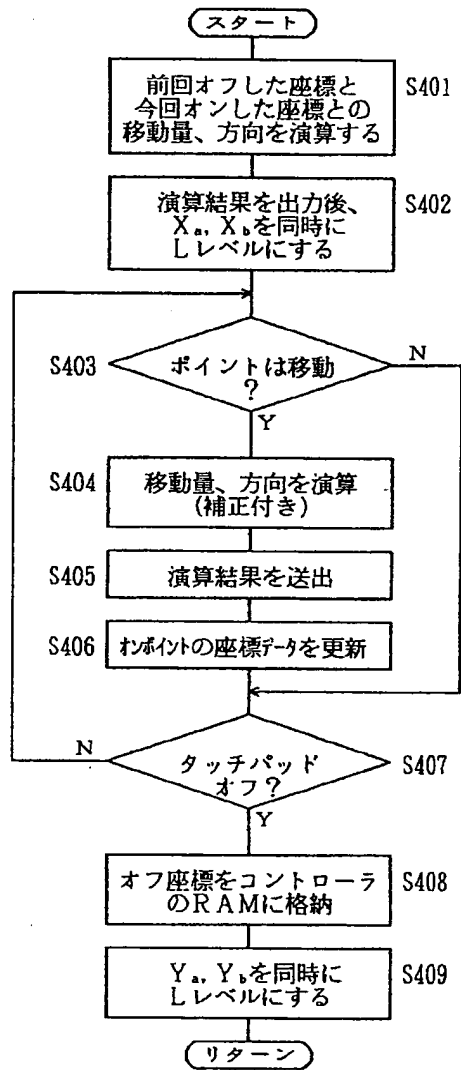 スタート
前回オフした座標と
今回オンした座標との
移動量、方向を演算する
S401
演算結果を出力後、
Xa, Xbを同時に
Lレベルにする
S402
S403
ポイントは移動
?
N
Y
S404
移動量、方向を演算
(補正付き)
S405
演算結果を送出
S406
オンポイントの座標データを更新
N
タッチパッド
オフ?
S407
Y
オフ座標をコントローラ
のRAMに格納
S408
Ya, Ybを同時に
Lレベルにする
S409
リターン